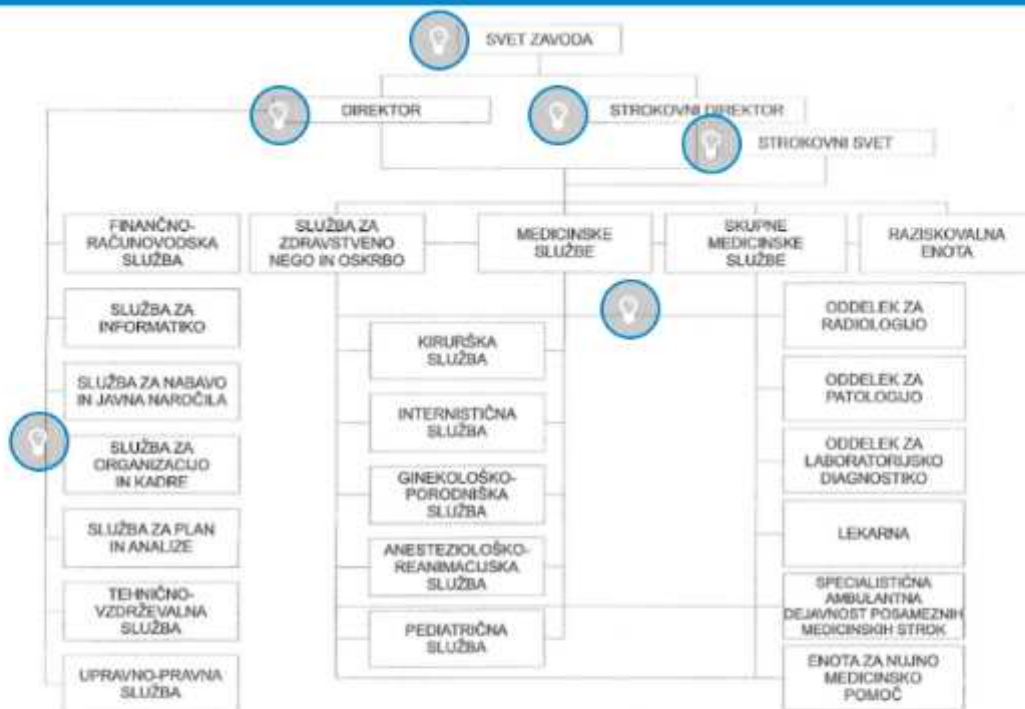 SVET ZAVODA
DIREKTOR
STROKOVNI DIREKTOR
STROKOVNI SVET
FINANČNO-
RAČUNOVODSKA
SLUŽBA
SLUŽBA ZA
ZDRAVSTVENO
NEGO IN OSKRBO
MEDICINSKE
SLUŽBE
SKUPNE
MEDICINSKE
SLUŽBE
RAZISKOVALNA
ENOTA
SLUŽBA ZA
INFORMATIKO
SLUŽBA ZA NABAVO
IN JAVNA NAROČILA
SLUŽBA ZA
ORGANIZACIJO
IN KADRE
SLUŽBA ZA PLAN
IN ANALIZE
TEHNIČNO-
VZDRŽEVALNA
SLUŽBA
UPRAVNO-PRAVNA
SLUŽBA
KIRURŠKA
SLUŽBA
INTERNISTIČNA
SLUŽBA
GINEKOLOŠKO-
PORODNIŠKA
SLUŽBA
ANESTEZIOLOŠKO-
REANIMACIJSKA
SLUŽBA
PEDIATRIČNA
SLUŽBA
ODDELEK ZA
RADIOLOGIJO
ODDELEK ZA
PATOLOGIJO
ODDELEK ZA
LABORATORIJSKO
DIAGNOSTIKO
LEKARNA
SPECIALISTIČNA
AMBULANTNA
DEJAVNOST POSAMEZNIH
MEDICINSKIH STROK
ENOTA ZA NUJNO
MEDICINSKO
POMOČ